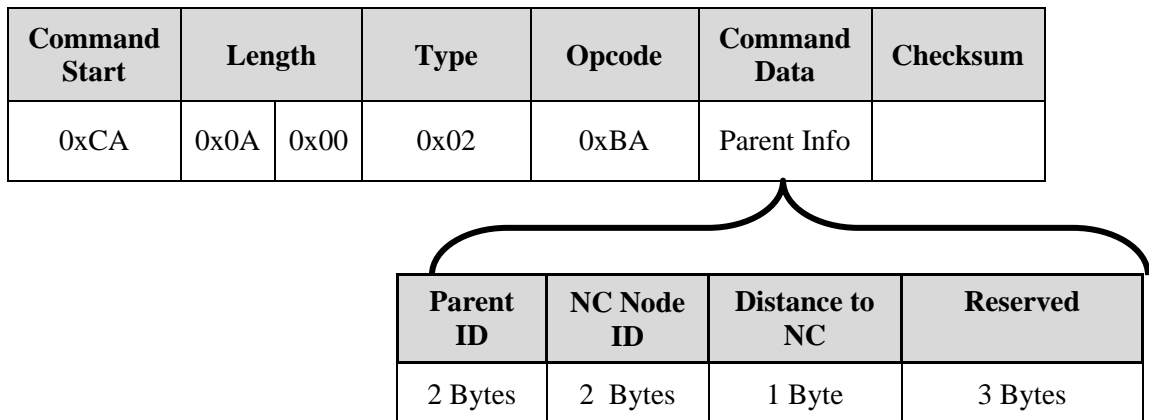 Command Start Length Type Opcode Command Data Checksum
0xCA 0x0A 0x00 0x02 0xBA Parent Info
Parent ID NC Node ID Distance to NC Reserved
2 Bytes 2 Bytes 1 Byte 3 Bytes